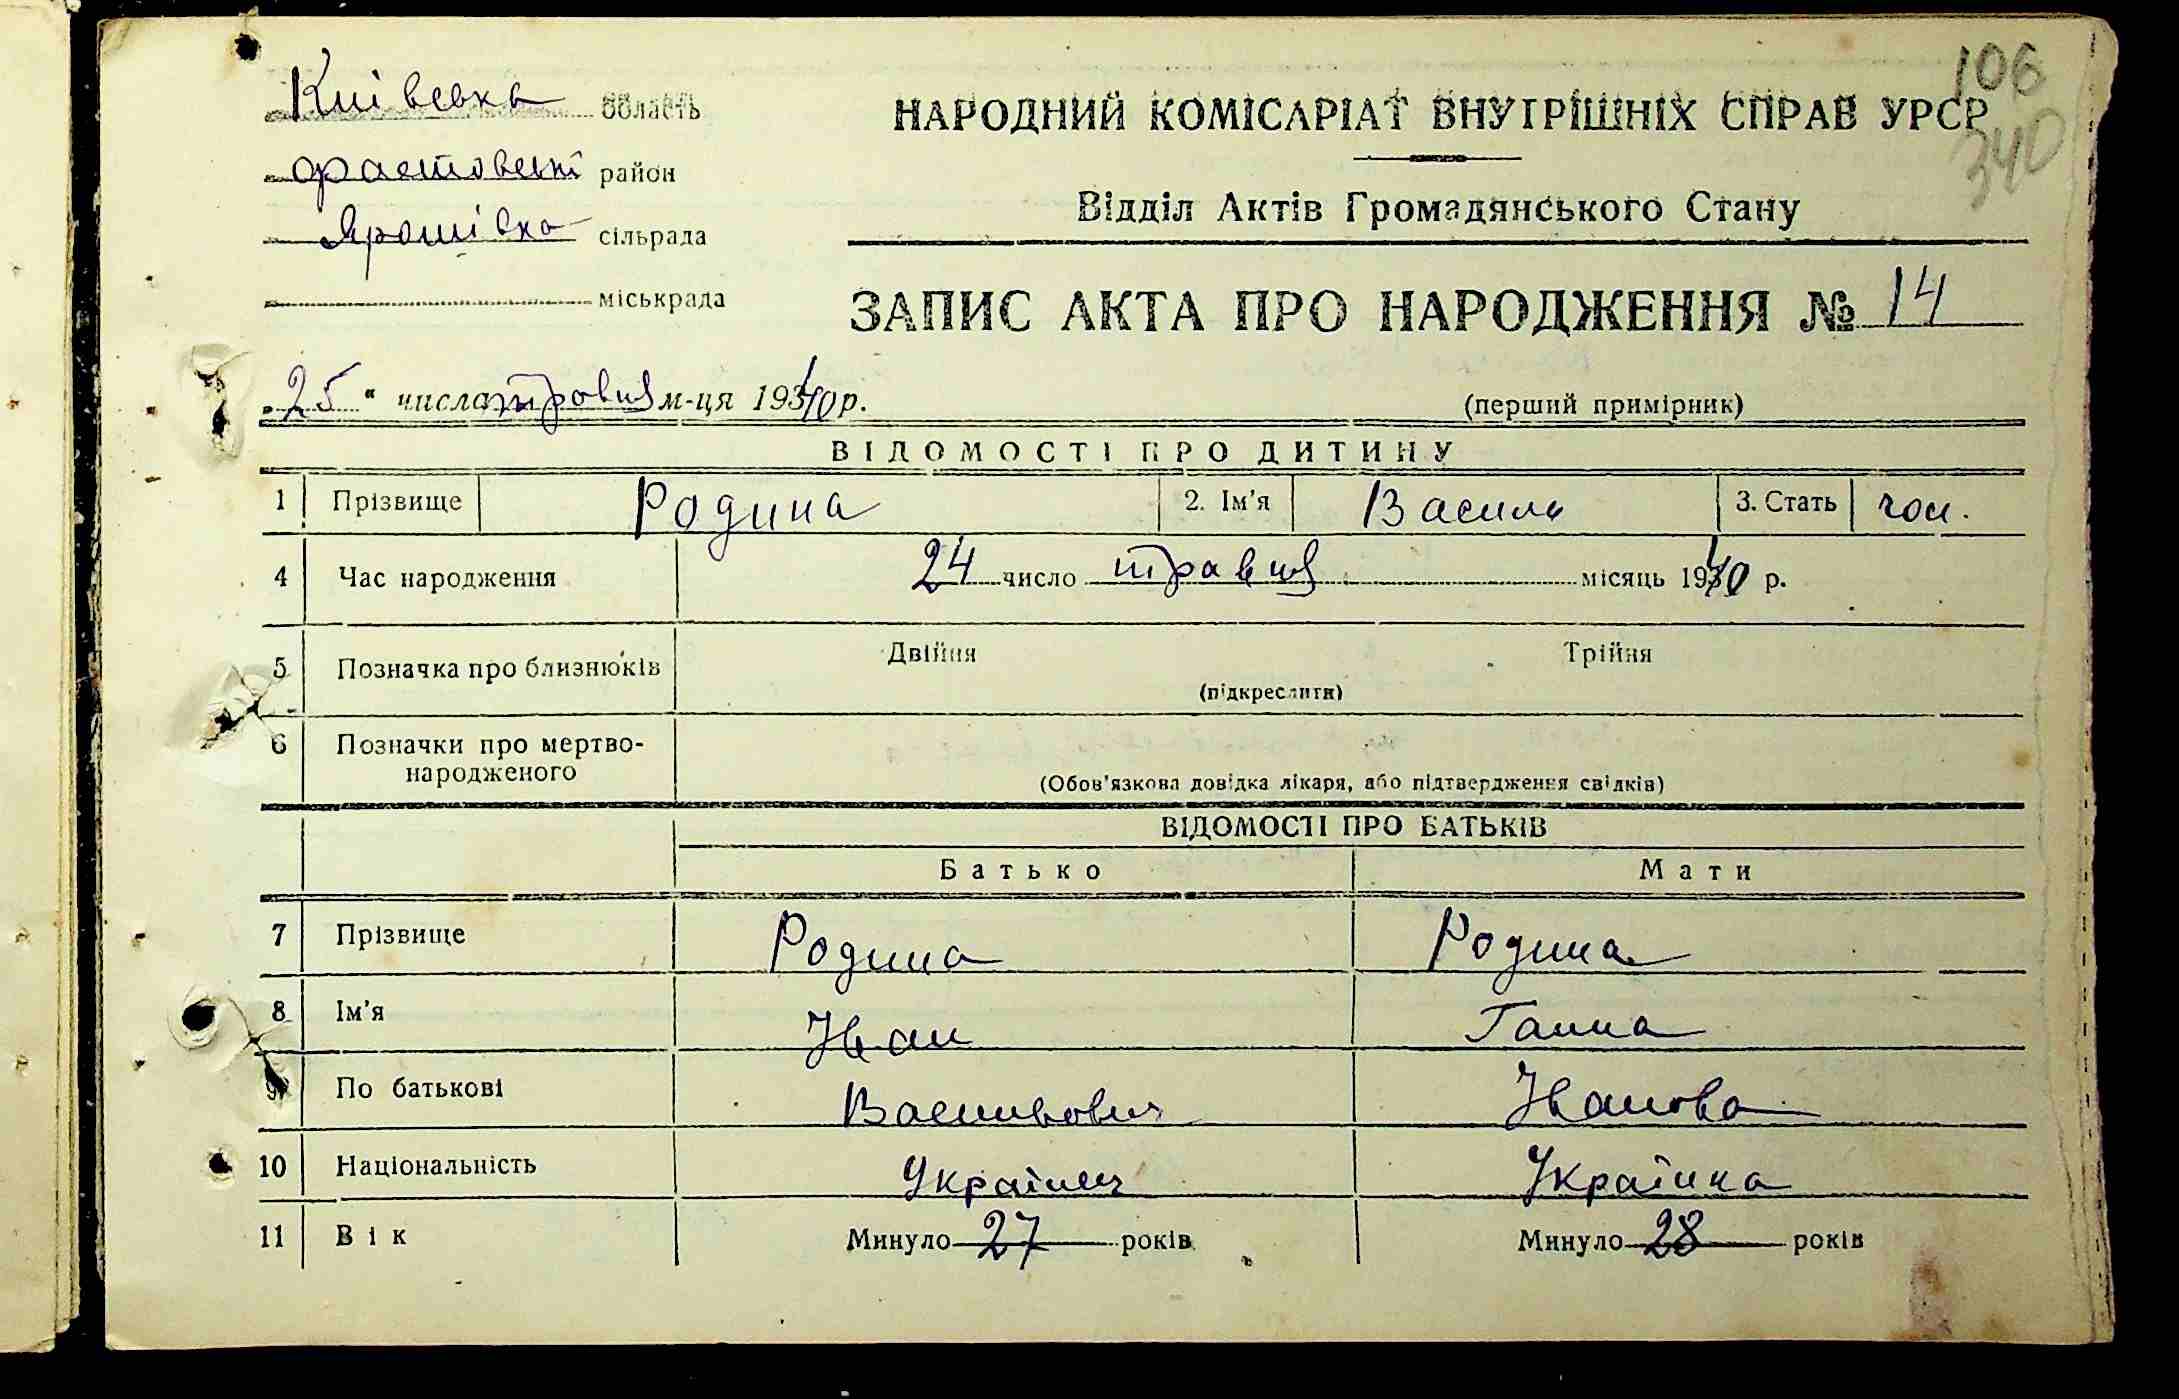 106
340
Київська область
Фастовські район
Ярошівка сільрада
міськрада
НАРОДНИЙ КОМІСАРІАТ ВНУТРІШНІХ СПРАВ УРСР
Відділ Актів Громадянського Стану
ЗАПИС АКТА ПРО НАРОДЖЕННЯ № 14
„25“ числа травня м-ця 1940 р.
(перший примірник)
ВІДОМОСТІ ПРО ДИТИНУ
1 Прізвище Родина 2. Ім'я Василь 3. Стать чол.
4 Час народження 24 число травня місяць 1940 р.
5 Позначка про близнюків Двійня Трійня
(підкреслити)
6 Позначки про мертво-
народженого
(Обов'язкова довідка лікаря, або підтвердження свідків)
ВІДОМОСТІ ПРО БАТЬКІВ
Батько Мати
7 Прізвище Родина Родина
8 Ім'я Іван Ганна
9 По батькові Васильович Іванова
10 Національність Українец Українка
11 Вік Минуло 27 років Минуло 28 років